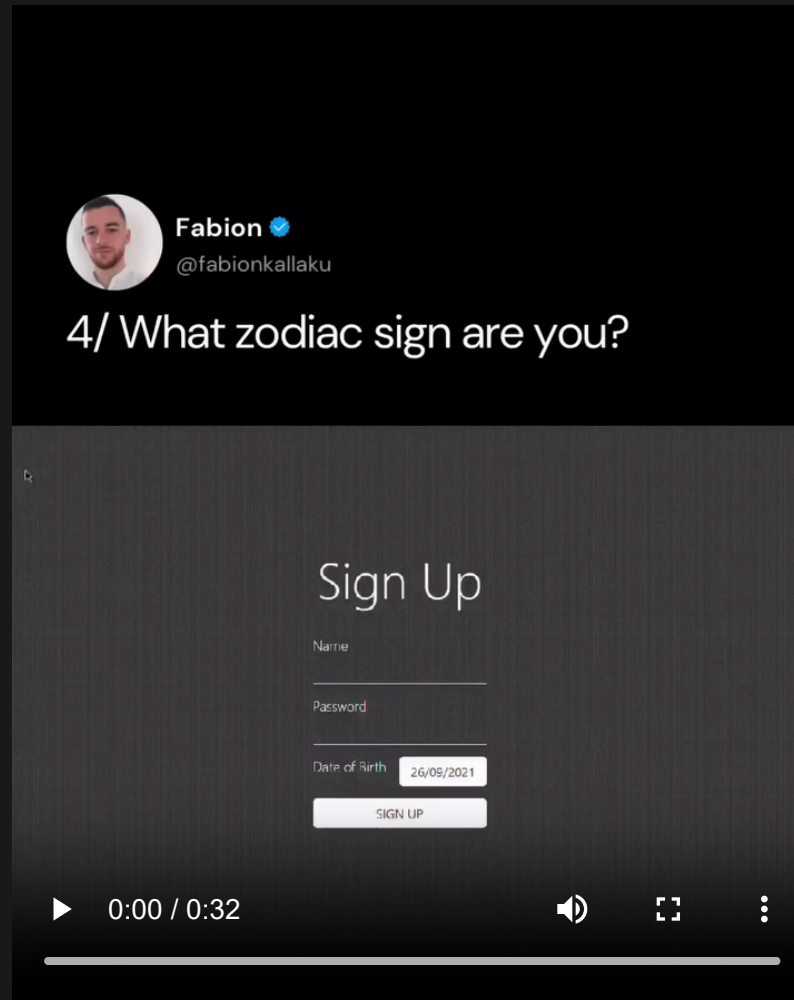 Fabion
@fabionkallaku
4/ What zodiac sign are you?
Sign Up
Name
Password
Date of Birth 26/09/2021
SIGN UP
0:00 / 0:32